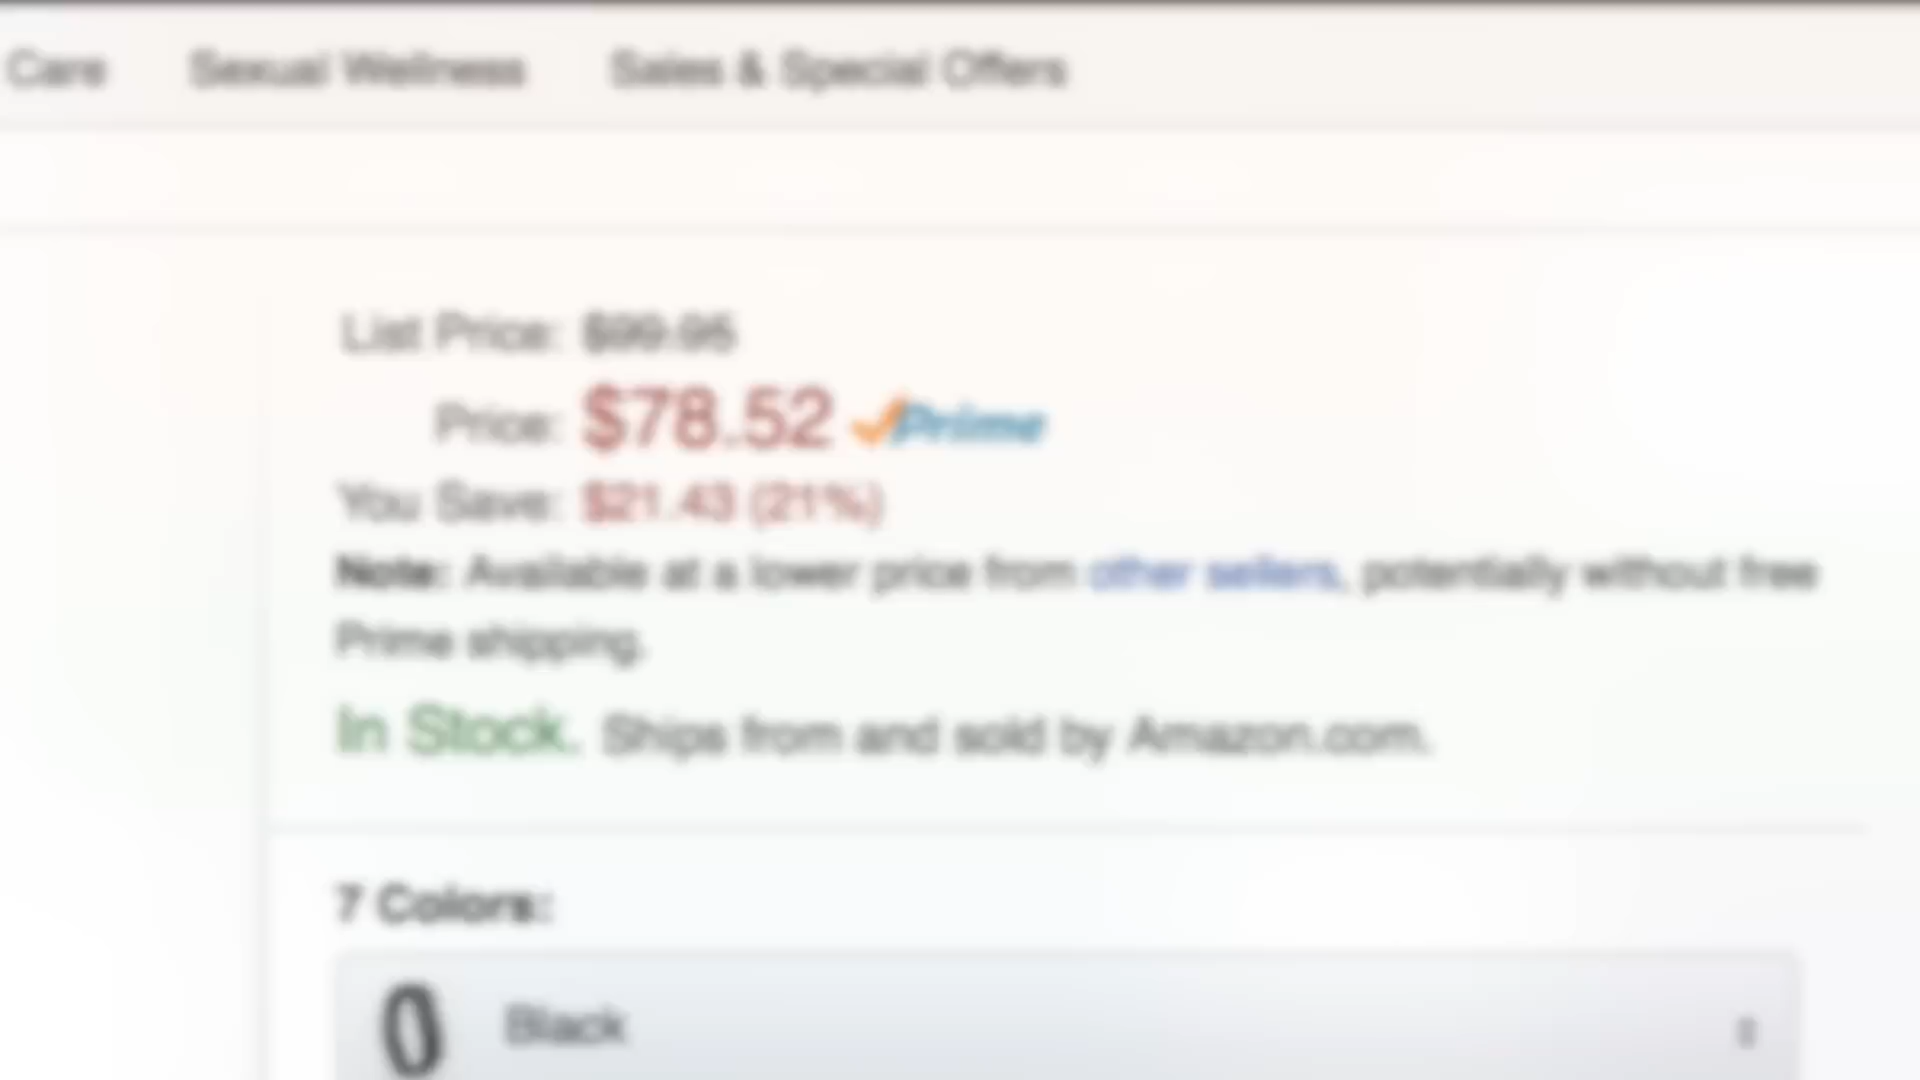 Care Sexual Wellness Sales & Special Offers
List Price: $99.95
Price: $78.52 Prime
You Save: $21.43 (21%)
Note: Available at a lower price from other sellers, potentially without free
Prime shipping.
In Stock. Ships from and sold by Amazon.com.
7 Colors:
Black